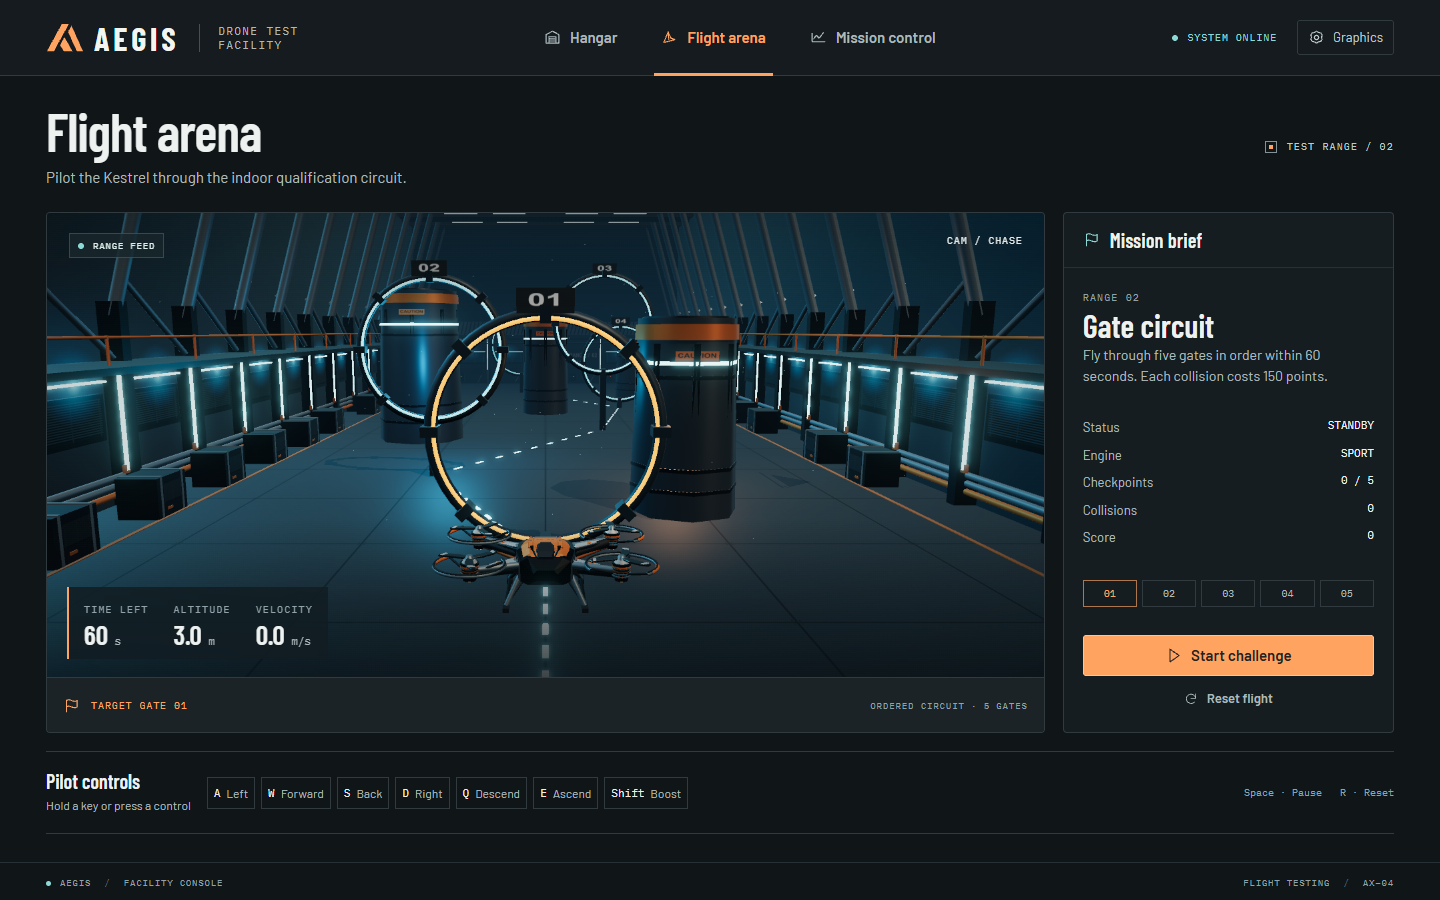 AEGIS
DRONE TEST
FACILITY
Hangar
Flight arena
Mission control
SYSTEM ONLINE
Graphics
Flight arena
Pilot the Kestrel through the indoor qualification circuit.
TEST RANGE / 02
RANGE FEED
CAM / CHASE
02
03
01
04
CAUTION
CAUTION
TIME LEFT
60 s
ALTITUDE
3.0 m
VELOCITY
0.0 m/s
TARGET GATE 01
ORDERED CIRCUIT · 5 GATES
Mission brief
RANGE 02
Gate circuit
Fly through five gates in order within 60
seconds. Each collision costs 150 points.
Status STANDBY
Engine SPORT
Checkpoints 0 / 5
Collisions 0
Score 0
01 02 03 04 05
Start challenge
Reset flight
Pilot controls
Hold a key or press a control
A Left
W Forward
S Back
D Right
Q Descend
E Ascend
Shift Boost
Space · Pause R · Reset
AEGIS / FACILITY CONSOLE
FLIGHT TESTING / AX-04